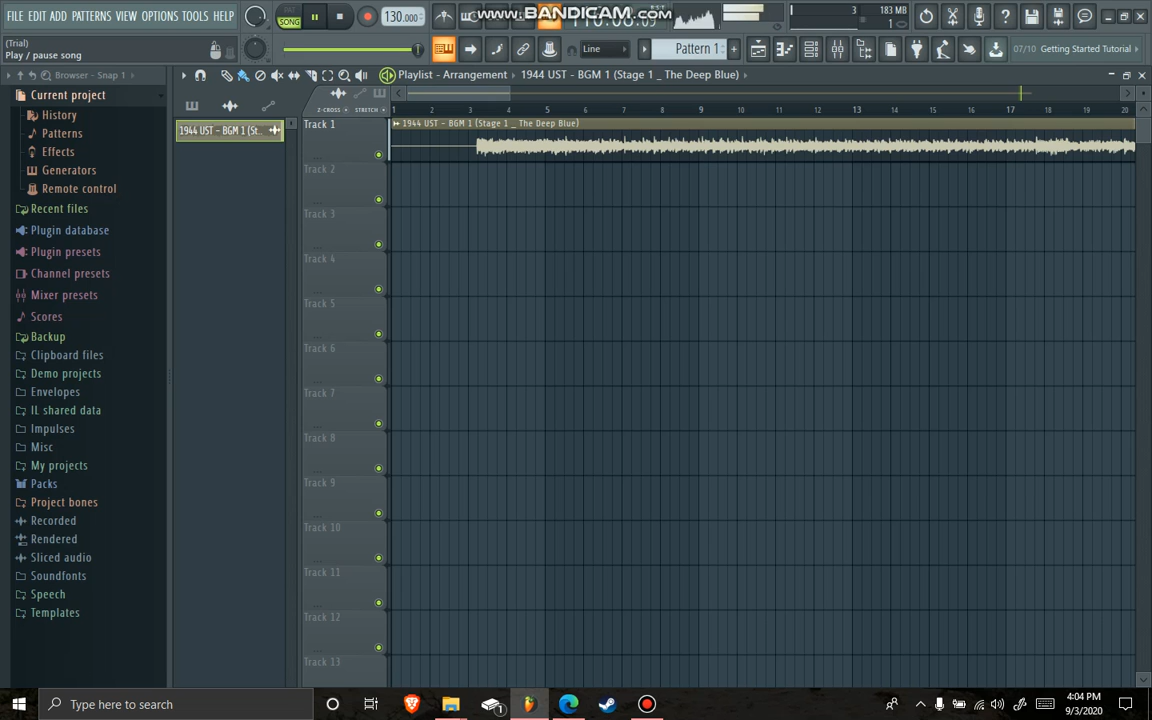 FILE EDIT ADD PATTERNS VIEW OPTIONS TOOLS HELP
PAT
SONG
130.000
www.BANDICAM.com
3
183 MB
1
(Trial)
Play / pause song
Line
Pattern 1
07/10 Getting Started Tutorial
Browser - Snap 1
Playlist - Arrangement
1944 UST - BGM 1 (Stage 1 _ The Deep Blue)
Z-CROSS
STRETCH
1 2 3 4 5 6 7 8 9 10 11 12 13 14 15 16 17 18 19 20
Current project
History
Patterns
Effects
Generators
Remote control
Recent files
Plugin database
Plugin presets
Channel presets
Mixer presets
Scores
Backup
Clipboard files
Demo projects
Envelopes
IL shared data
Impulses
Misc
My projects
Packs
Project bones
Recorded
Rendered
Sliced audio
Soundfonts
Speech
Templates
1944 UST - BGM 1 (St...
Track 1
1944 UST - BGM 1 (Stage 1 _ The Deep Blue)
Track 2
Track 3
Track 4
Track 5
Track 6
Track 7
Track 8
Track 9
Track 10
Track 11
Track 12
Track 13
Type here to search
1
4:04 PM
9/3/2020